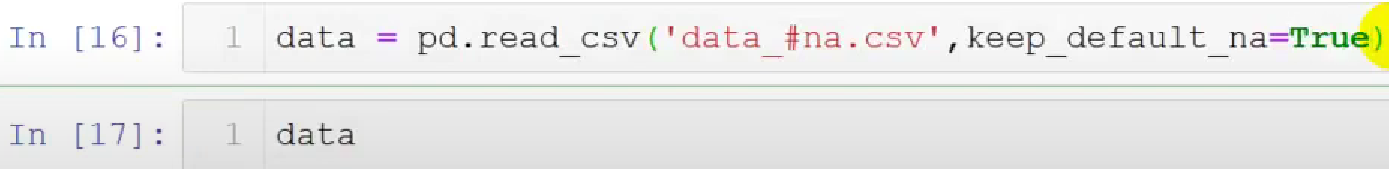 In [16]: 1 data = pd.read_csv('data_#na.csv',keep_default_na=True)
In [17]: 1 data